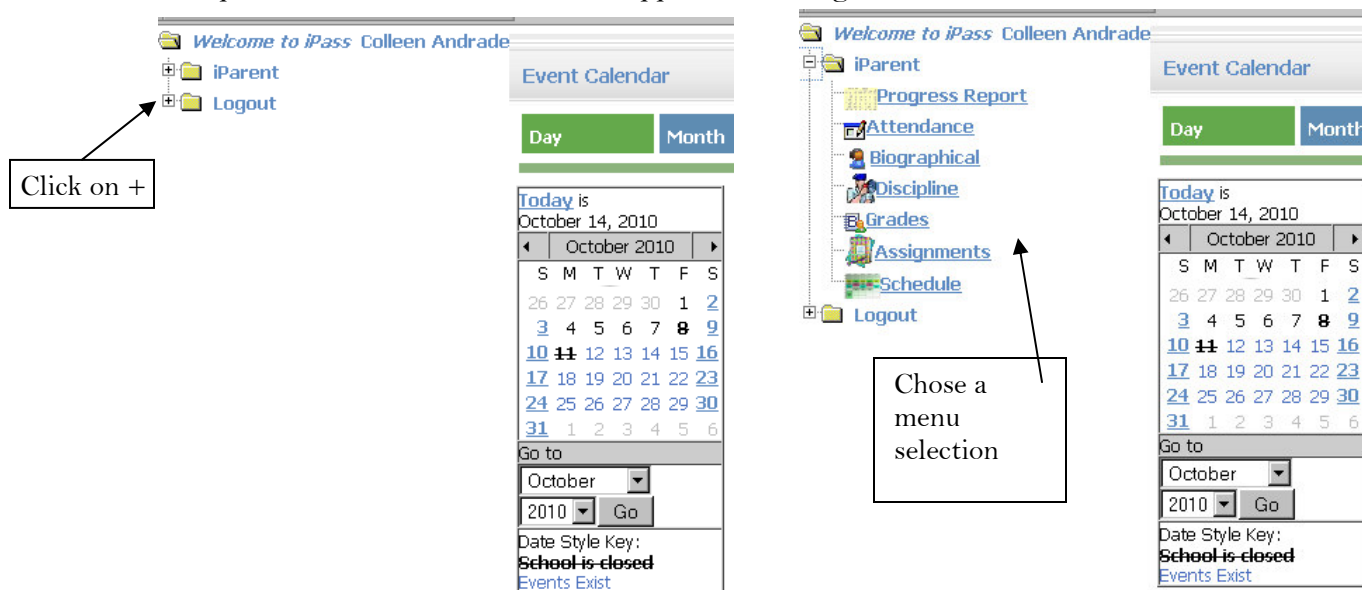 Welcome to iPass Colleen Andrade
iParent
Logout
Click on +
Event Calendar
Day Month
Today is
October 14, 2010
October 2010
S M T W T F S
26 27 28 29 30 1 2
3 4 5 6 7 8 9
10 11 12 13 14 15 16
17 18 19 20 21 22 23
24 25 26 27 28 29 30
31 1 2 3 4 5 6
Go to
October
2010 Go
Date Style Key:
School is closed
Events Exist
Welcome to iPass Colleen Andrade
iParent
Progress Report
Attendance
Biographical
Discipline
Grades
Assignments
Schedule
Logout
Chose a
menu
selection
Event Calendar
Day Month
Today is
October 14, 2010
October 2010
S M T W T F S
26 27 28 29 30 1 2
3 4 5 6 7 8 9
10 11 12 13 14 15 16
17 18 19 20 21 22 23
24 25 26 27 28 29 30
31 1 2 3 4 5 6
Go to
October
2010 Go
Date Style Key:
School is closed
Events Exist